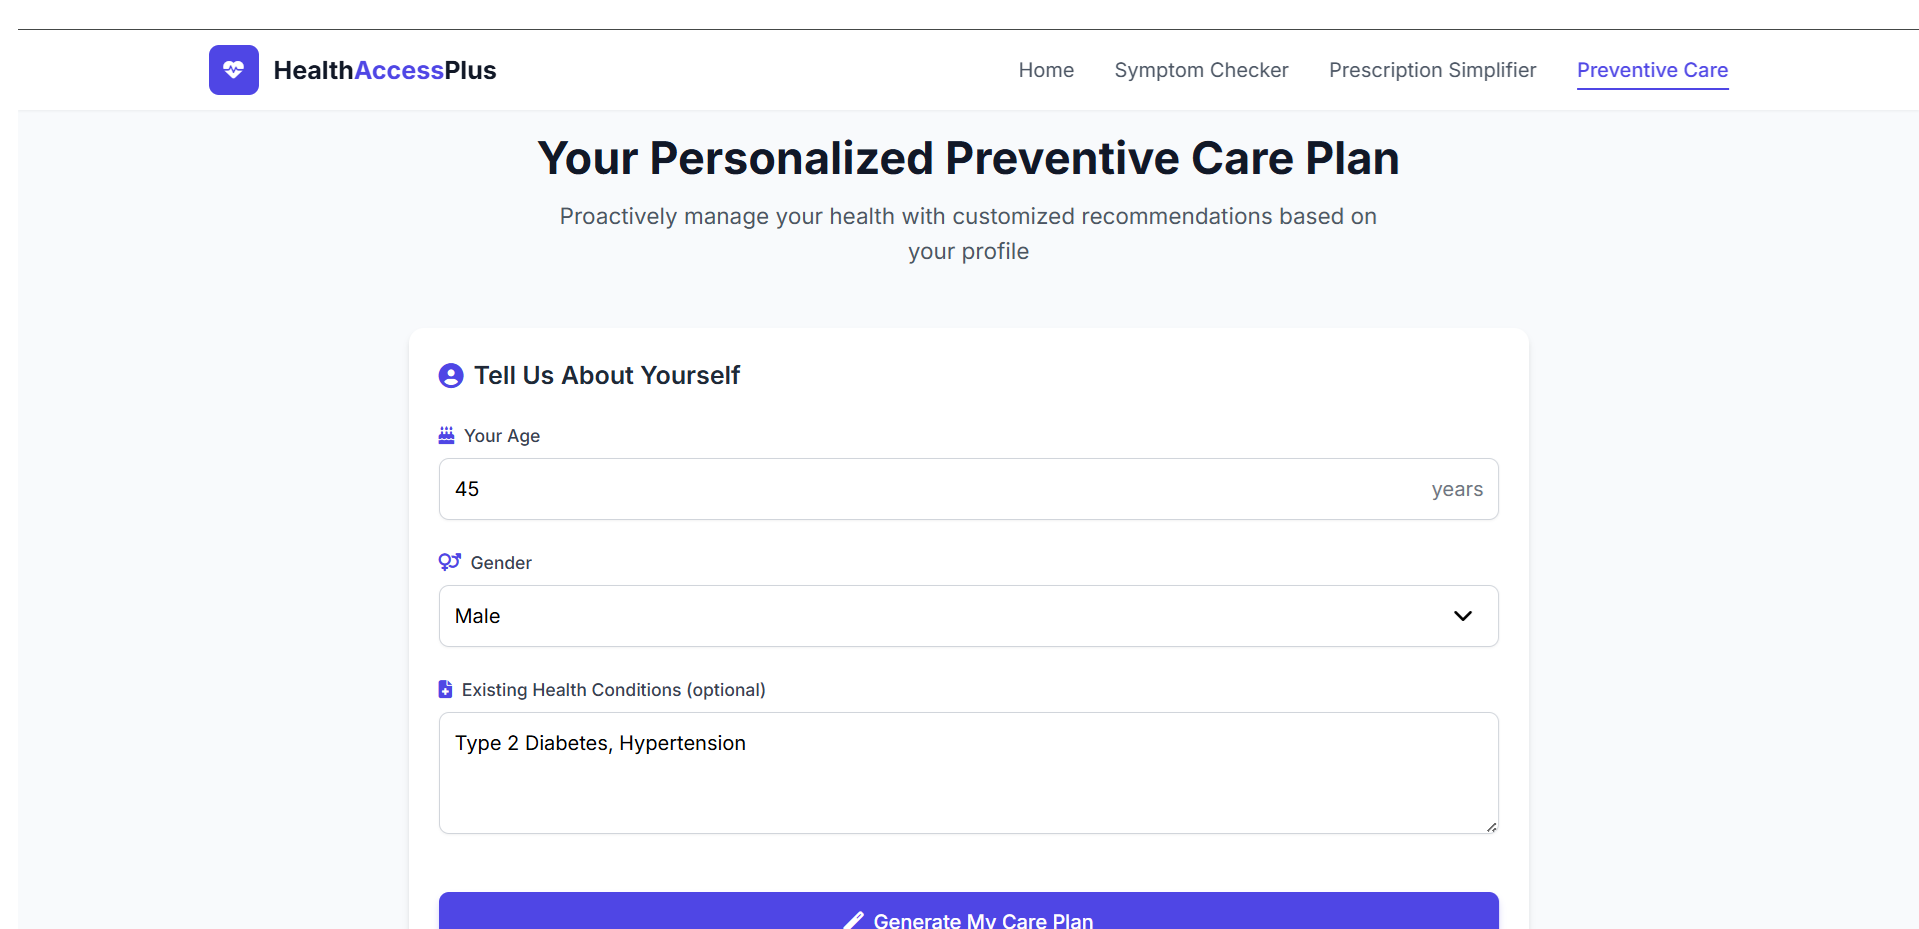 HealthAccessPlus
Home
Symptom Checker
Prescription Simplifier
Preventive Care
Your Personalized Preventive Care Plan
Proactively manage your health with customized recommendations based on
your profile
Tell Us About Yourself
Your Age
45
years
Gender
Male
Existing Health Conditions (optional)
Type 2 Diabetes, Hypertension
Generate My Care Plan